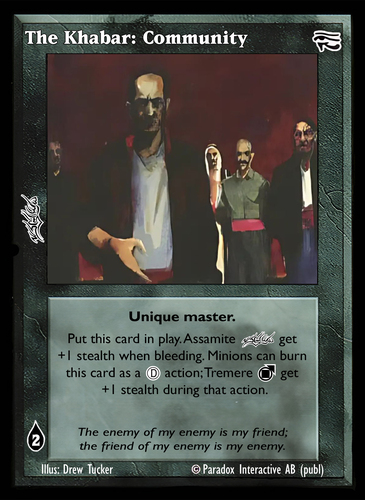 The Khabar: Community
Unique master.
Put this card in play. Assamite get
+1 stealth when bleeding. Minions can burn
this card as a D action; Tremere get
+1 stealth during that action.
The enemy of my enemy is my friend;
the friend of my enemy is my enemy.
2
Illus: Drew Tucker
© Paradox Interactive AB (publ)